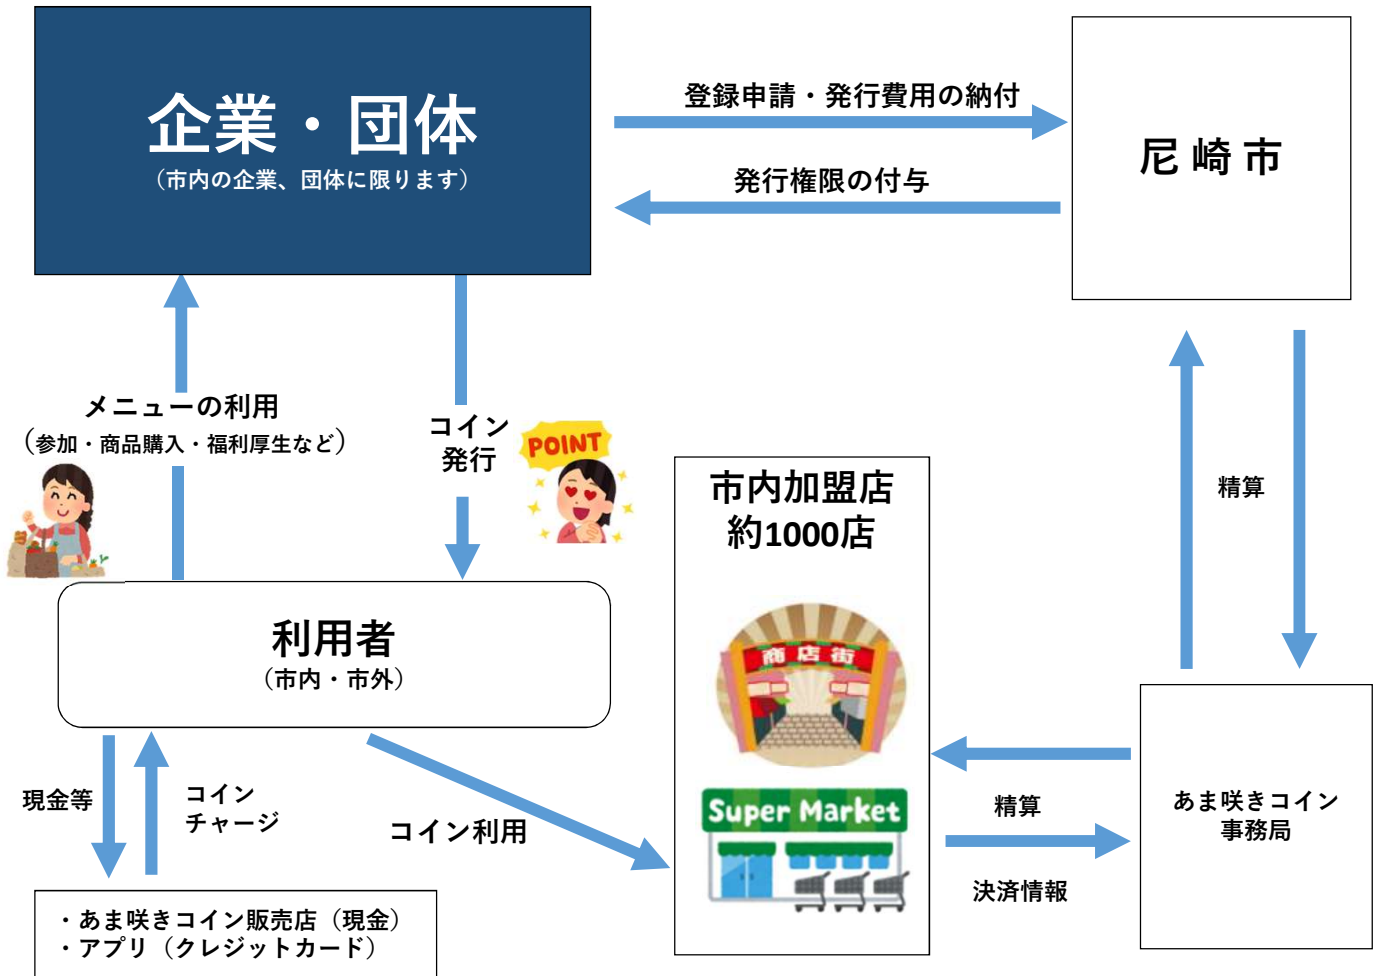 企業・団体
（市内の企業、団体に限ります）
登録申請・発行費用の納付
発行権限の付与
尼崎市
メニューの利用
（参加・商品購入・福利厚生など）
コイン
発行
POINT
利用者
（市内・市外）
市内加盟店
約1000店
商店街
Super Market
精算
現金等
コイン
チャージ
コイン利用
精算
決済情報
あま咲きコイン
事務局
・あま咲きコイン販売店（現金）
・アプリ（クレジットカード）